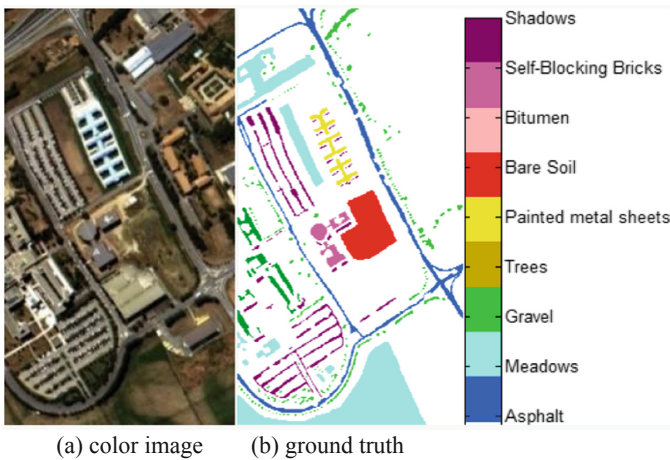 Shadows
Self-Blocking Bricks
Bitumen
Bare Soil
Painted metal sheets
Trees
Gravel
Meadows
Asphalt
(a) color image (b) ground truth